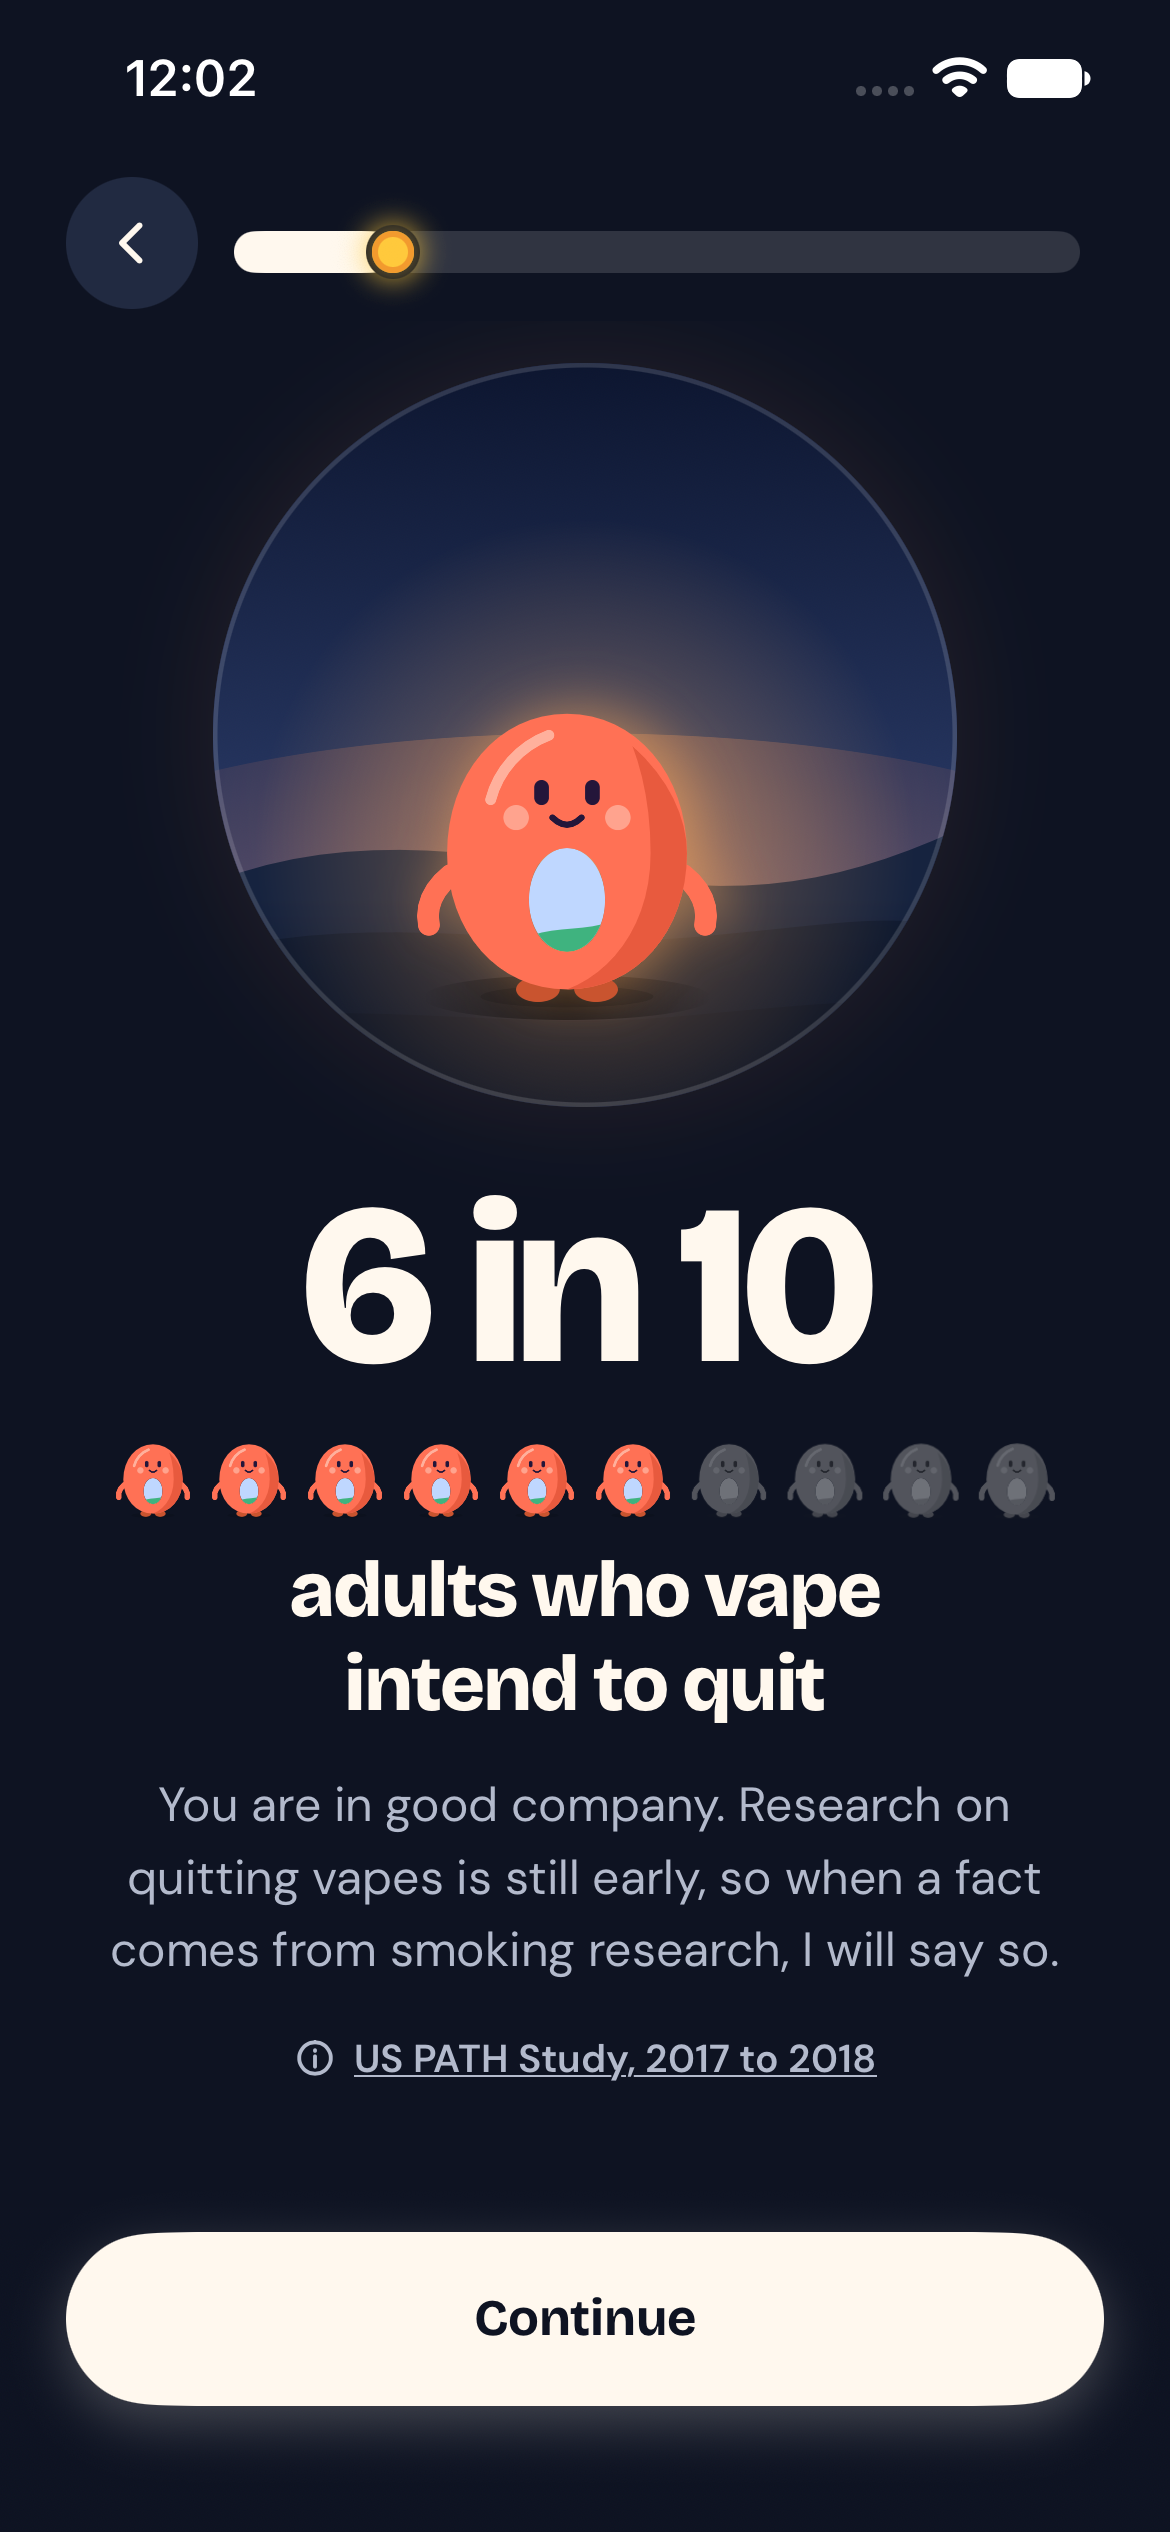 12:02
6 in 10
adults who vape
intend to quit
You are in good company. Research on
quitting vapes is still early, so when a fact
comes from smoking research, I will say so.
US PATH Study, 2017 to 2018
Continue